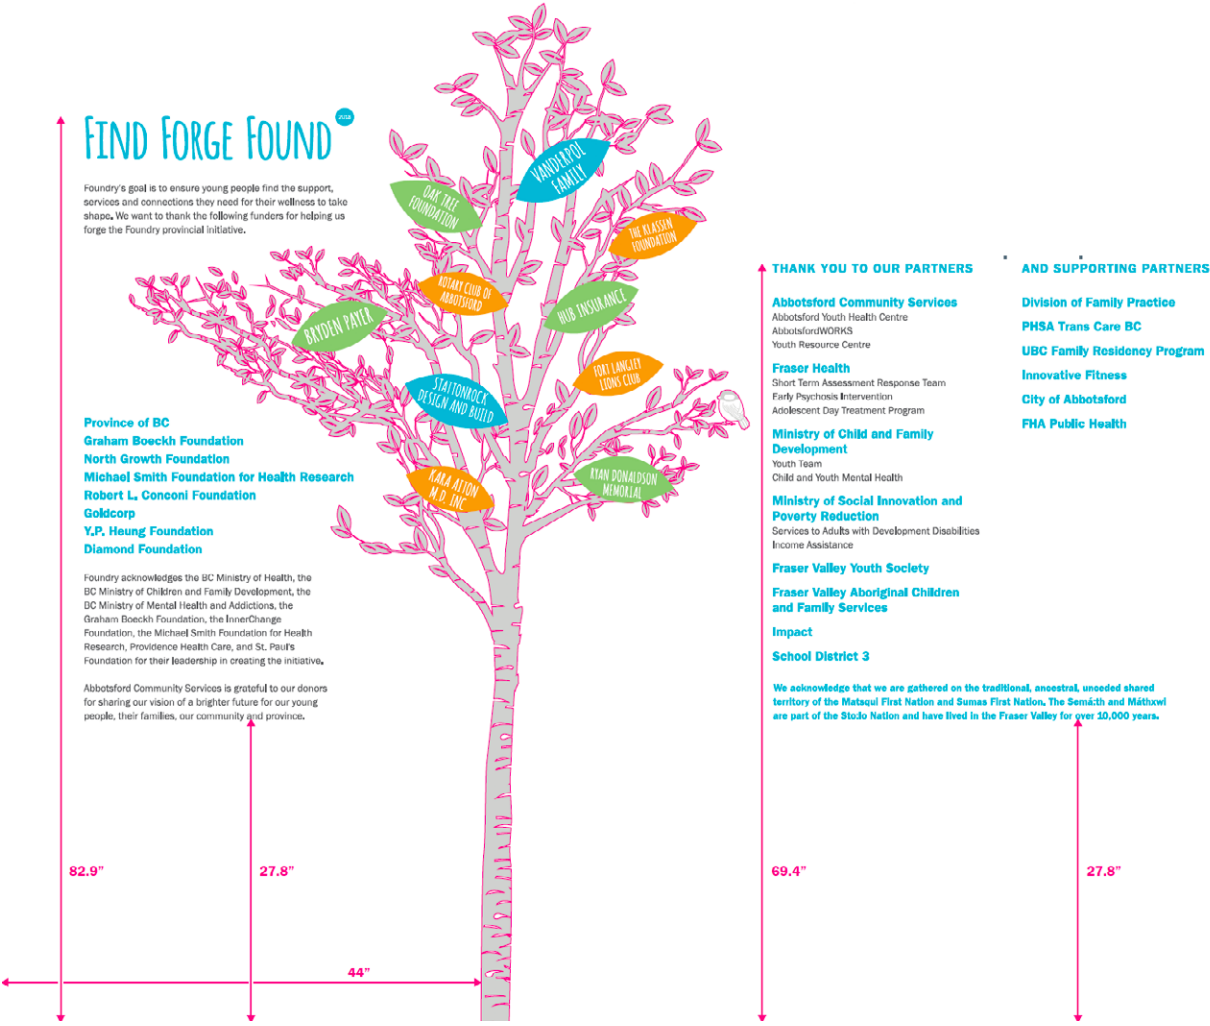 FIND FORGE FOUND
2018
Foundry's goal is to ensure young people find the support,
services and connections they need for their wellness to take
shape. We want to thank the following funders for helping us
forge the Foundry provincial initiative.
Province of BC
Graham Boeckh Foundation
North Growth Foundation
Michael Smith Foundation for Health Research
Robert L. Conconi Foundation
Goldcorp
Y.P. Heung Foundation
Diamond Foundation
Foundry acknowledges the BC Ministry of Health, the
BC Ministry of Children and Family Development, the
BC Ministry of Mental Health and Addictions, the
Graham Boeckh Foundation, the InnerChange
Foundation, the Michael Smith Foundation for Health
Research, Providence Health Care, and St. Paul's
Foundation for their leadership in creating the initiative.
Abbotsford Community Services is grateful to our donors
for sharing our vision of a brighter future for our young
people, their families, our community and province.
82.9"
27.8"
44"
VANDERPOL
FAMILY
OAK TREE
FOUNDATION
THE KLASSEN
FOUNDATION
ROTARY CLUB OF
ABBOTSFORD
HUB INSURANCE
BRYDEN PAYER
FORT LANGLEY
LIONS CLUB
STATTONROCK
DESIGN AND BUILD
KARA AITON
M.D. INC
RYAN DONALDSON
MEMORIAL
THANK YOU TO OUR PARTNERS
Abbotsford Community Services
Abbotsford Youth Health Centre
AbbotsfordWORKS
Youth Resource Centre
Fraser Health
Short Term Assessment Response Team
Early Psychosis Intervention
Adolescent Day Treatment Program
Ministry of Child and Family
Development
Youth Team
Child and Youth Mental Health
Ministry of Social Innovation and
Poverty Reduction
Services to Adults with Development Disabilities
Income Assistance
Fraser Valley Youth Society
Fraser Valley Aboriginal Children
and Family Services
Impact
School District 3
AND SUPPORTING PARTNERS
Division of Family Practice
PHSA Trans Care BC
UBC Family Residency Program
Innovative Fitness
City of Abbotsford
FHA Public Health
We acknowledge that we are gathered on the traditional, ancestral, unceded shared
territory of the Matsqui First Nation and Sumas First Nation. The Semá:th and Máthxwi
are part of the Sto:lo Nation and have lived in the Fraser Valley for over 10,000 years.
69.4"
27.8"